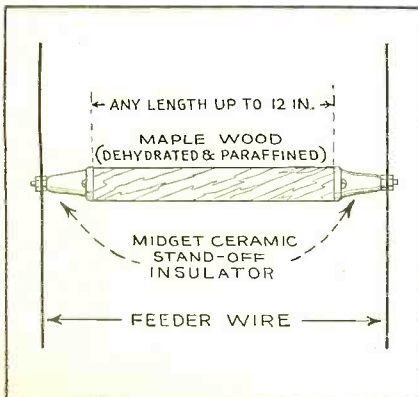 ANY LENGTH UP TO 12 IN.
MAPLE WOOD
(DEHYDRATED & PARAFFINED)
MIDGET CERAMIC
STAND-OFF
INSULATOR
FEEDER WIRE